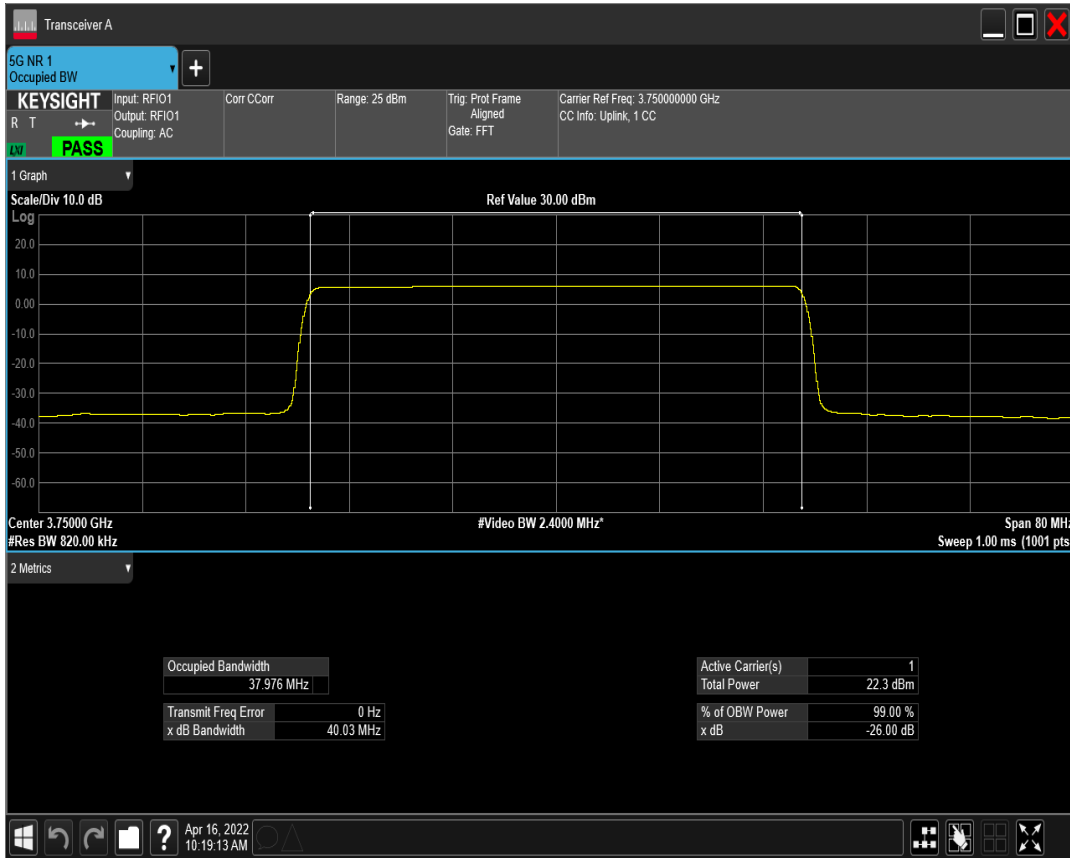 Transceiver A
5G NR 1
Occupied BW
KEYSIGHT
R T
LXI
PASS
Input: RFIO1
Output: RFIO1
Coupling: AC
Corr CCorr
Range: 25 dBm
Trig: Prot Frame
Aligned
Gate: FFT
Carrier Ref Freq: 3.750000000 GHz
CC Info: Uplink, 1 CC
1 Graph
Scale/Div 10.0 dB
Ref Value 30.00 dBm
Log
20.0
10.0
0.00
-10.0
-20.0
-30.0
-40.0
-50.0
-60.0
Center 3.75000 GHz
#Video BW 2.4000 MHz*
Span 80 MHz
#Res BW 820.00 kHz
Sweep 1.00 ms (1001 pts
2 Metrics
Occupied Bandwidth
37.976 MHz
Transmit Freq Error 0 Hz
x dB Bandwidth 40.03 MHz
Active Carrier(s) 1
Total Power 22.3 dBm
% of OBW Power 99.00 %
x dB -26.00 dB
?
Apr 16, 2022
10:19:13 AM